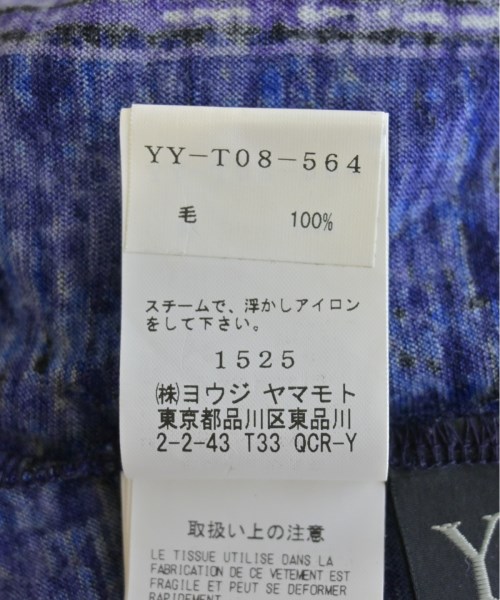 YY-T08-564
毛 100%
スチームで、浮かしアイロン
をして下さい。
1525
㈱ヨウジ ヤマモト
東京都品川区東品川
2-2-43 T33 QCR-Y
取扱い上の注意
LE TISSUE UTILISE DANS LA
FABRICATION DE CE VETEMENT EST
FRAGILE ET PEUT SE DEFORMER
RAPIDEMENT
Y